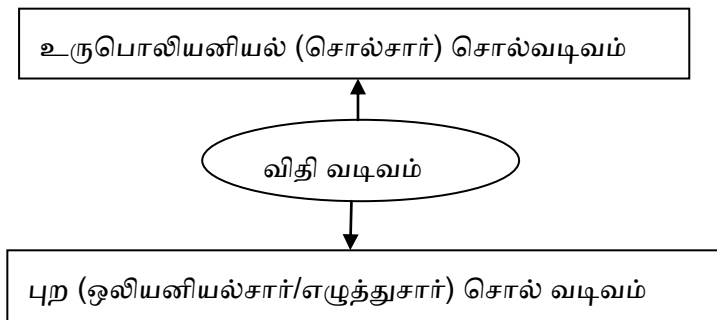 உருபொலியனியல் (சொல்சார்) சொல்வடிவம்
விதி வடிவம்
புற (ஒலியனியல்சார்/எழுத்துசார்) சொல் வடிவம்